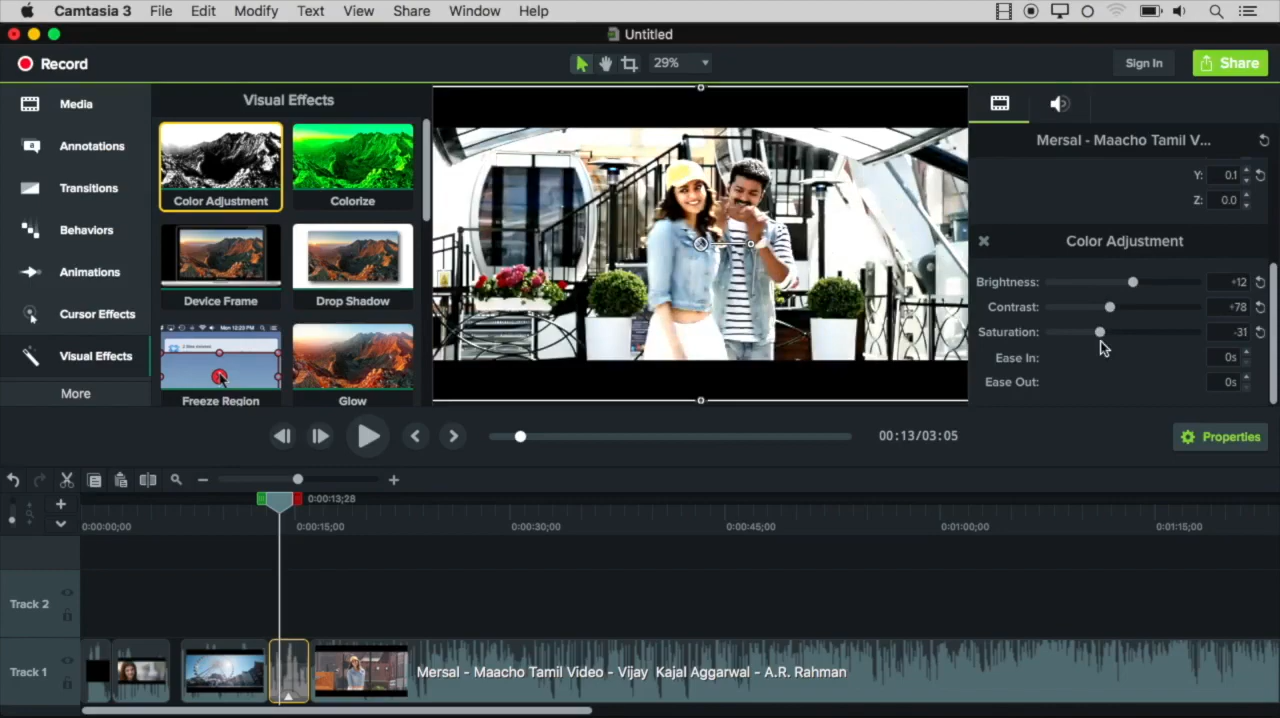 Camtasia 3 File Edit Modify Text View Share Window Help
Untitled
Record 29% Sign In Share
Media
Annotations
Transitions
Behaviors
Animations
Cursor Effects
Visual Effects
More
Visual Effects
Color Adjustment Colorize
Device Frame Drop Shadow
Freeze Region Glow
Mersal - Maacho Tamil V...
Y: 0.1
Z: 0.0
Color Adjustment
Brightness: +12
Contrast: +78
Saturation: -31
Ease In: 0s
Ease Out: 0s
00:13/03:05 Properties
0:00:13;28
0:00:00;00 0:00:15;00 0:00:30;00 0:00:45;00 0:01:00;00 0:01:15;00
Track 2
Track 1 Mersal - Maacho Tamil Video - Vijay Kajal Aggarwal - A.R. Rahman